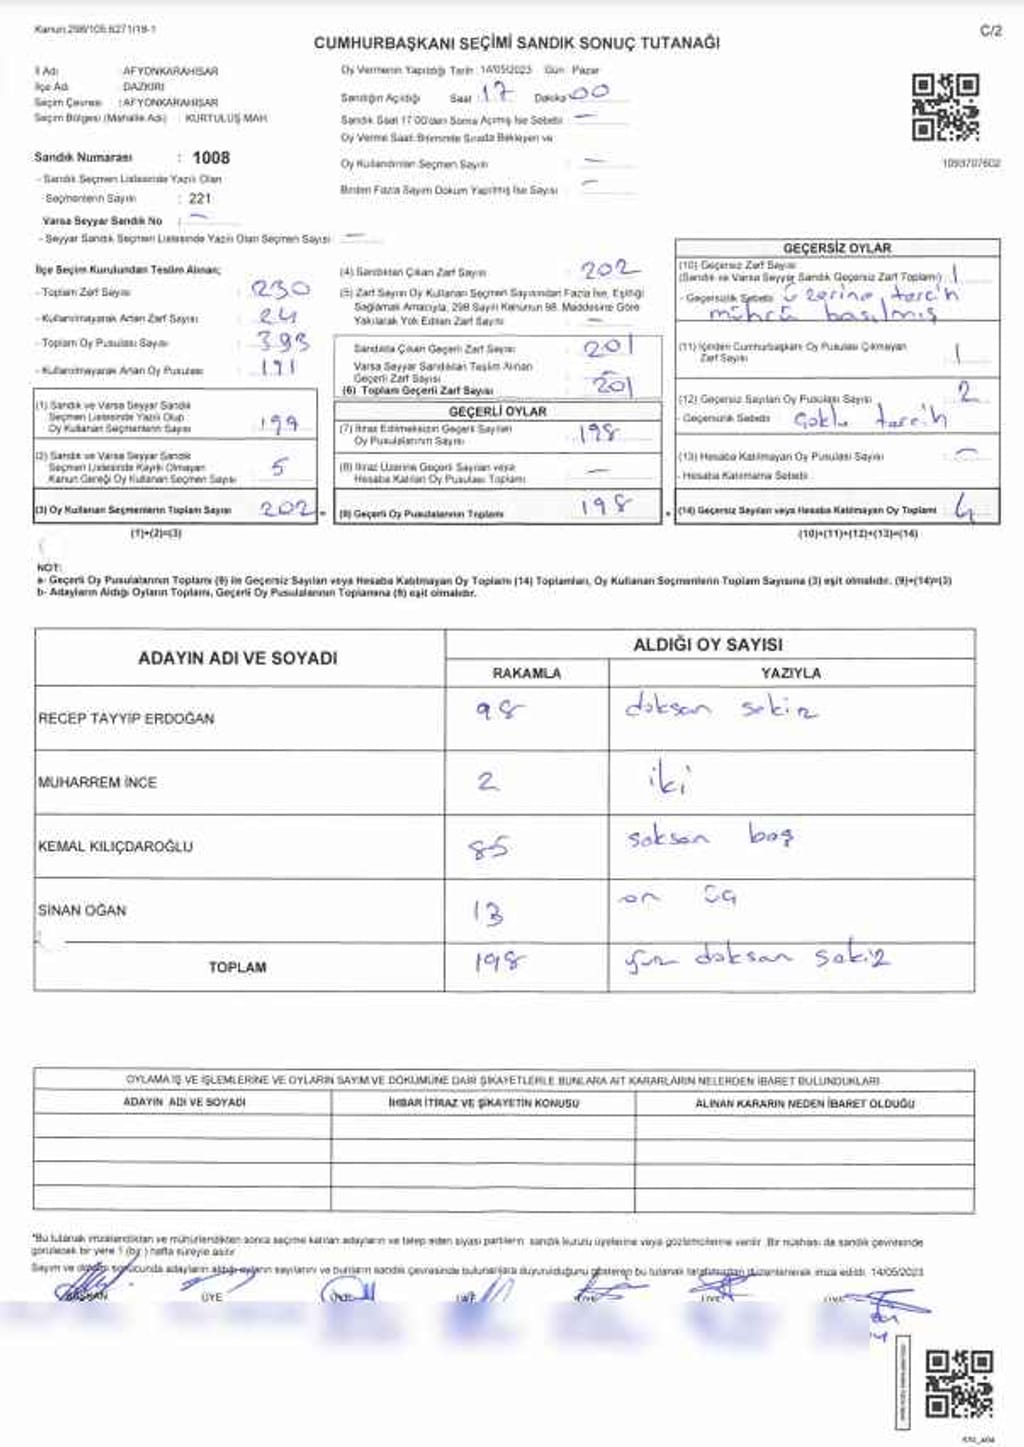 Kanun:298/105.6271/18-1
C/2
CUMHURBAŞKANI SEÇİMİ SANDIK SONUÇ TUTANAĞI
İl Adı : AFYONKARAHİSAR
İlçe Adı : DAZKIRI
Seçim Çevresi : AFYONKARAHİSAR
Seçim Bölgesi (Mahalle Adı) : KURTULUŞ MAH.
Sandık Numarası : 1008
- Sandık Seçmen Listesinde Yazılı Olan
Seçmenlerin Sayısı : 221
Varsa Seyyar Sandık No : —
- Seyyar Sandık Seçmen Listesinde Yazılı Olan Seçmen Sayısı : —
Oy Vermenin Yapıldığı Tarih : 14/05/2023 Gün : Pazar
Sandığın Açıldığı Saat : 17 Dakika : 00
Sandık Saat 17:00'den Sonra Açılmış İse Sebebi : —
Oy Verme Saati Bitiminde Sırada Bekleyen ve
Oy Kullandırılan Seçmen Sayısı : —
Birden Fazla Sayım Döküm Yapılmış İse Sayısı : —
1093707602
İlçe Seçim Kurulundan Teslim Alınan;
- Toplam Zarf Sayısı : 230
- Kullanılmayarak Artan Zarf Sayısı : 24
- Toplam Oy Pusulası Sayısı : 393
- Kullanılmayarak Artan Oy Pusulası : 191
(1) Sandık ve Varsa Seyyar Sandık
Seçmen Listesinde Yazılı Olup
Oy Kullanan Seçmenlerin Sayısı : 199
(2) Sandık ve Varsa Seyyar Sandık
Seçmen Listesinde Kayıtlı Olmayan
Kanun Gereği Oy Kullanan Seçmen Sayısı : 5
(3) Oy Kullanan Seçmenlerin Toplam Sayısı : 202 =
(1)+(2)=(3)
(4) Sandıktan Çıkan Zarf Sayısı : 202
(5) Zarf Sayısı Oy Kullanan Seçmen Sayısından Fazla İse, Eşitliği
Sağlamak Amacıyla, 298 Sayılı Kanunun 98. Maddesine Göre
Yakılarak Yok Edilen Zarf Sayısı : —
Sandıkta Çıkan Geçerli Zarf Sayısı : 201
Varsa Seyyar Sandıktan Teslim Alınan
Geçerli Zarf Sayısı : —
(6) Toplam Geçerli Zarf Sayısı : 201
GEÇERLİ OYLAR
(7) İtiraz Edilmeksizin Geçerli Sayılan
Oy Pusulalarının Sayısı : 198
(8) İtiraz Üzerine Geçerli Sayılan veya
Hesaba Katılan Oy Pusulası Toplamı : —
(9) Geçerli Oy Pusulalarının Toplamı : 198 +
GEÇERSİZ OYLAR
(10) Geçersiz Zarf Sayısı
(Sandık ve Varsa Seyyar Sandık Geçersiz Zarf Toplamı) : 1
- Geçersizlik Sebebi : üzerine tercih
mührü basılmış
(11) İçinden Cumhurbaşkanı Oy Pusulası Çıkmayan
Zarf Sayısı : 1
(12) Geçersiz Sayılan Oy Pusulası Sayısı : 2
- Geçersizlik Sebebi : Çoklu tercih
(13) Hesaba Katılmayan Oy Pusulası Sayısı : —
- Hesaba Katılmama Sebebi :
(14) Geçersiz Sayılan veya Hesaba Katılmayan Oy Toplamı : 4
(10)+(11)+(12)+(13)=(14)
NOT:
a- Geçerli Oy Pusulalarının Toplamı (9) ile Geçersiz Sayılan veya Hesaba Katılmayan Oy Toplamı (14) Toplamları, Oy Kullanan Seçmenlerin Toplam Sayısına (3) eşit olmalıdır. (9)+(14)=(3)
b- Adayların Aldığı Oyların Toplamı, Geçerli Oy Pusulalarının Toplamına (9) eşit olmalıdır.
ADAYIN ADI VE SOYADI
ALDIĞI OY SAYISI
RAKAMLA YAZIYLA
RECEP TAYYİP ERDOĞAN 98 doksan sekiz
MUHARREM İNCE 2 iki
KEMAL KILIÇDAROĞLU 85 seksen beş
SİNAN OĞAN 13 on üç
TOPLAM 198 yüz doksan sekiz
OYLAMA İŞ VE İŞLEMLERİNE VE OYLARIN SAYIM VE DÖKÜMÜNE DAİR ŞİKAYETLERLE BUNLARA AİT KARARLARIN NELERDEN İBARET BULUNDUKLARI
ADAYIN ADI VE SOYADI İHBAR İTİRAZ VE ŞİKAYETİN KONUSU ALINAN KARARIN NEDEN İBARET OLDUĞU
*Bu tutanak imzalandıktan ve mühürlendikten sonra seçime katılan adayların ve talep eden siyasi partilerin sandık kurulu üyelerine veya gözlemcilerine verilir. Bir nüshası da sandık çevresinde
görülecek bir yere 1 (bir) hafta süreyle asılır.
Sayım ve döküm sonucunda adayların aldığı oyların sayılarını ve bunların sandık çevresinde bulunanlara duyurulduğunu gösteren bu tutanak tarafımızdan düzenlenerek imza edildi. 14/05/2023
BAŞKAN ÜYE ÜYE ÜYE ÜYE ÜYE ÜYE